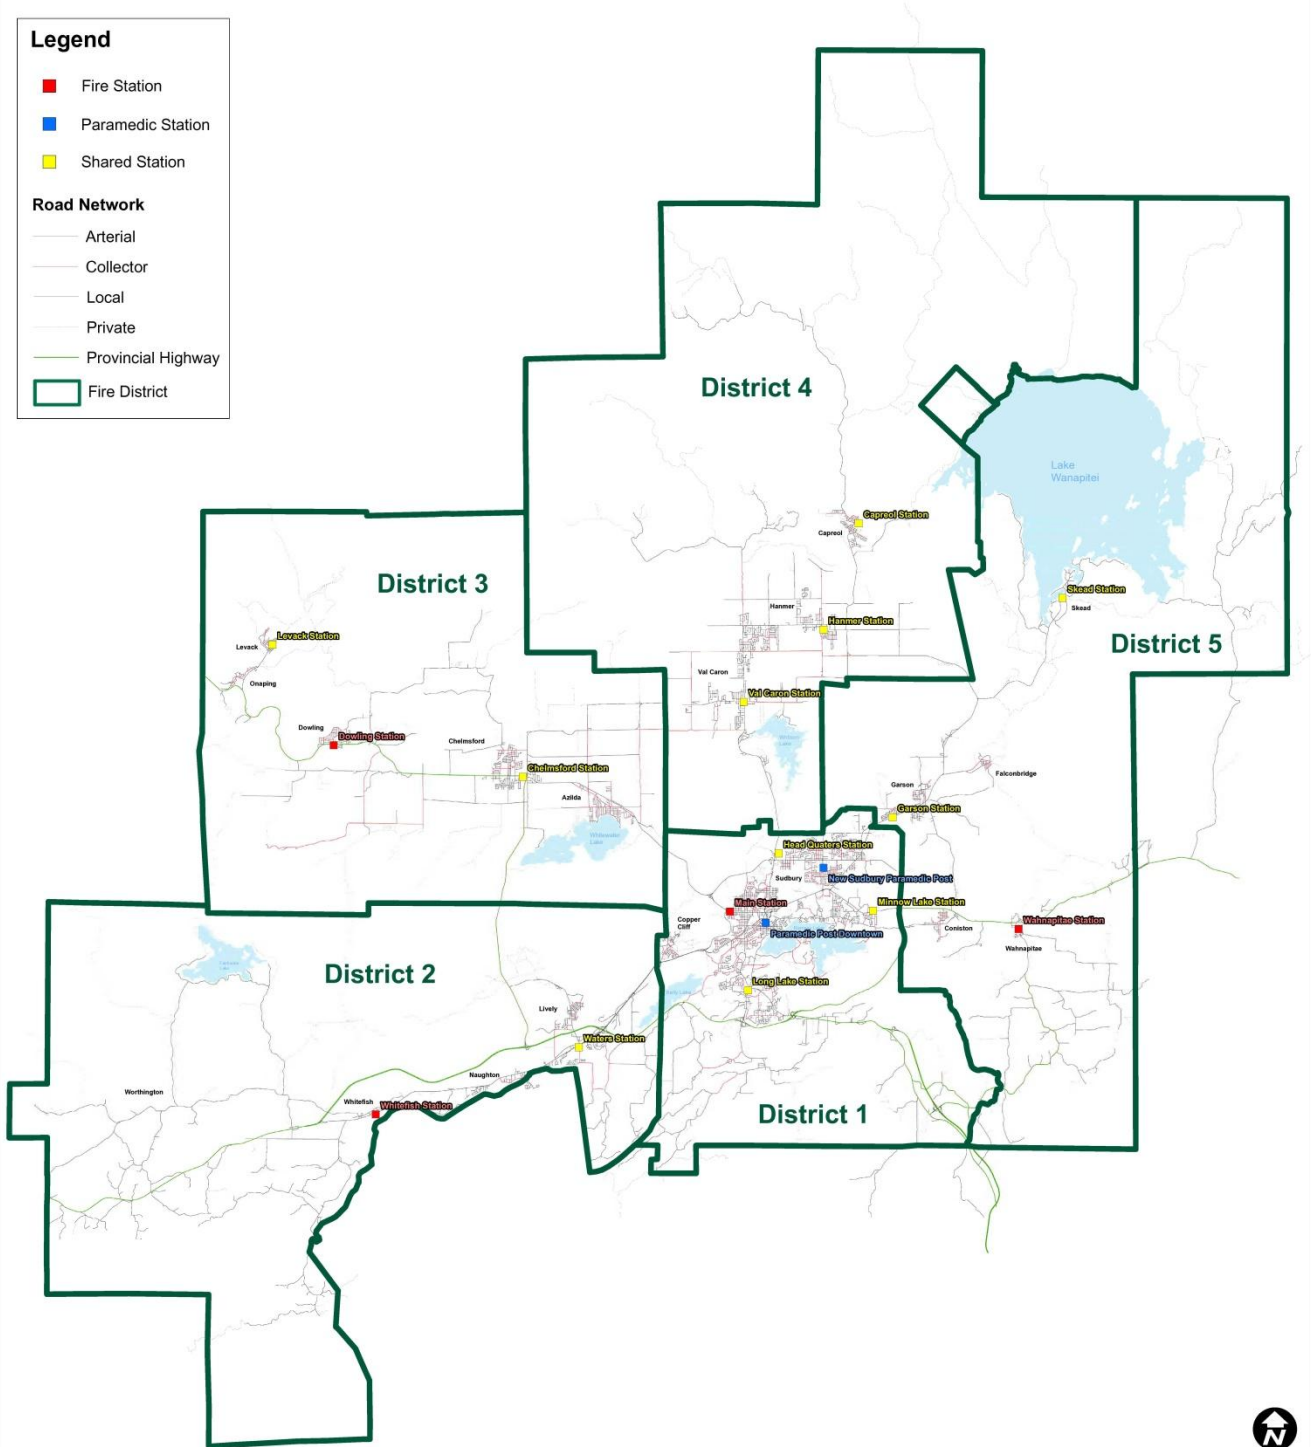 Legend
Fire Station
Paramedic Station
Shared Station
Road Network
Arterial
Collector
Local
Private
Provincial Highway
Fire District
District 4
Lake
Wanapitei
Capreol Station
Capreol
District 3
Skead Station
Skead
Hanmer
Hanmer Station
Levack Station
Levack
District 5
Onaping
Val Caron
Val Caron Station
Dowling
Dowling Station
Chelmsford
Chelmsford Station
Falconbridge
Garson
Azilda
Garson Station
Whitewater
Lake
Head Quaters Station
Sudbury
New Sudbury Paramedic Post
Main Station
Minnow Lake Station
Copper
Cliff
Paramedic Post Downtown
Coniston
Wahnapitae Station
Wahnapitae
District 2
Long Lake Station
Lively
Waters Station
Naughton
Worthington
Whitefish
Whitefish Station
District 1
N